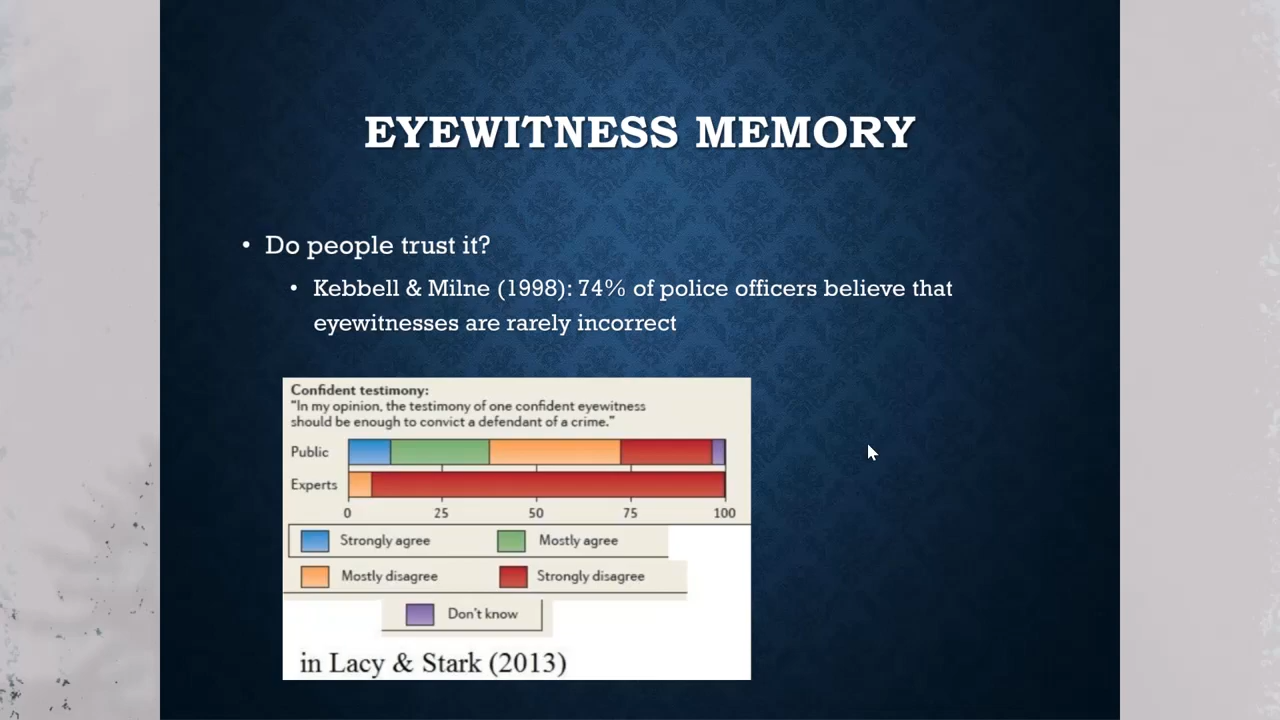 EYEWITNESS MEMORY
• Do people trust it?
• Kebbell & Milne (1998): 74% of police officers believe that
eyewitnesses are rarely incorrect
Confident testimony:
"In my opinion, the testimony of one confident eyewitness
should be enough to convict a defendant of a crime."
Public
Experts
0 25 50 75 100
Strongly agree Mostly agree
Mostly disagree Strongly disagree
Don't know
in Lacy & Stark (2013)